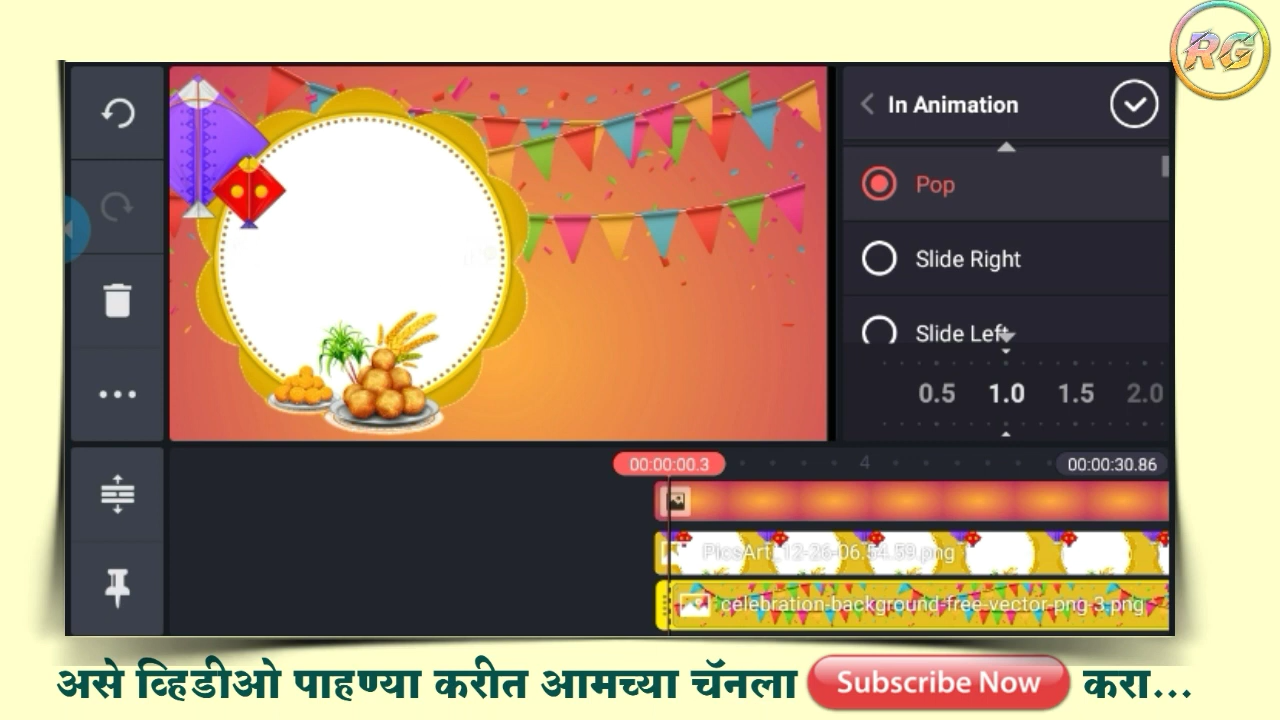 RG
In Animation
Pop
Slide Right
Slide Left
0.5 1.0 1.5 2.0
00:00:00.3 4 00:00:30.86
PicsArt_12-26-06.54.59.png
celebration-background-free-vector-png-3.png
असे व्हिडीओ पाहण्या करीत आमच्या चॅनला Subscribe Now करा...